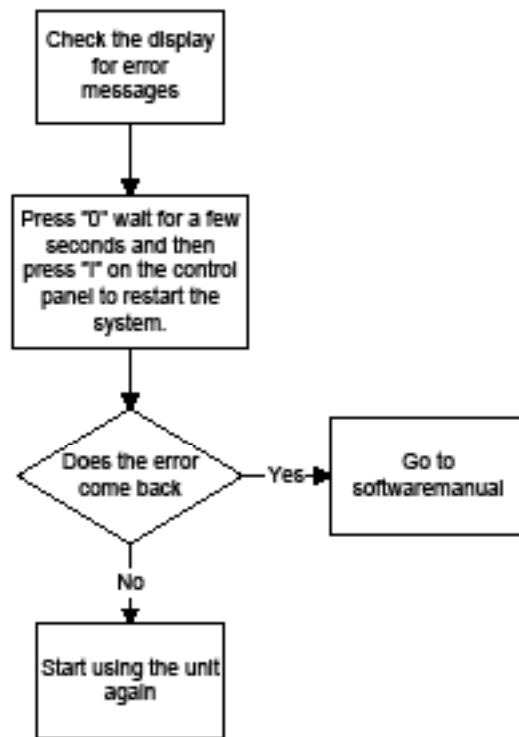 Check the display
for error
messages
Press "0" wait for a few
seconds and then
press "I" on the control
panel to restart the
system.
Does the error
come back
Yes
Go to
softwaremanual
No
Start using the unit
again